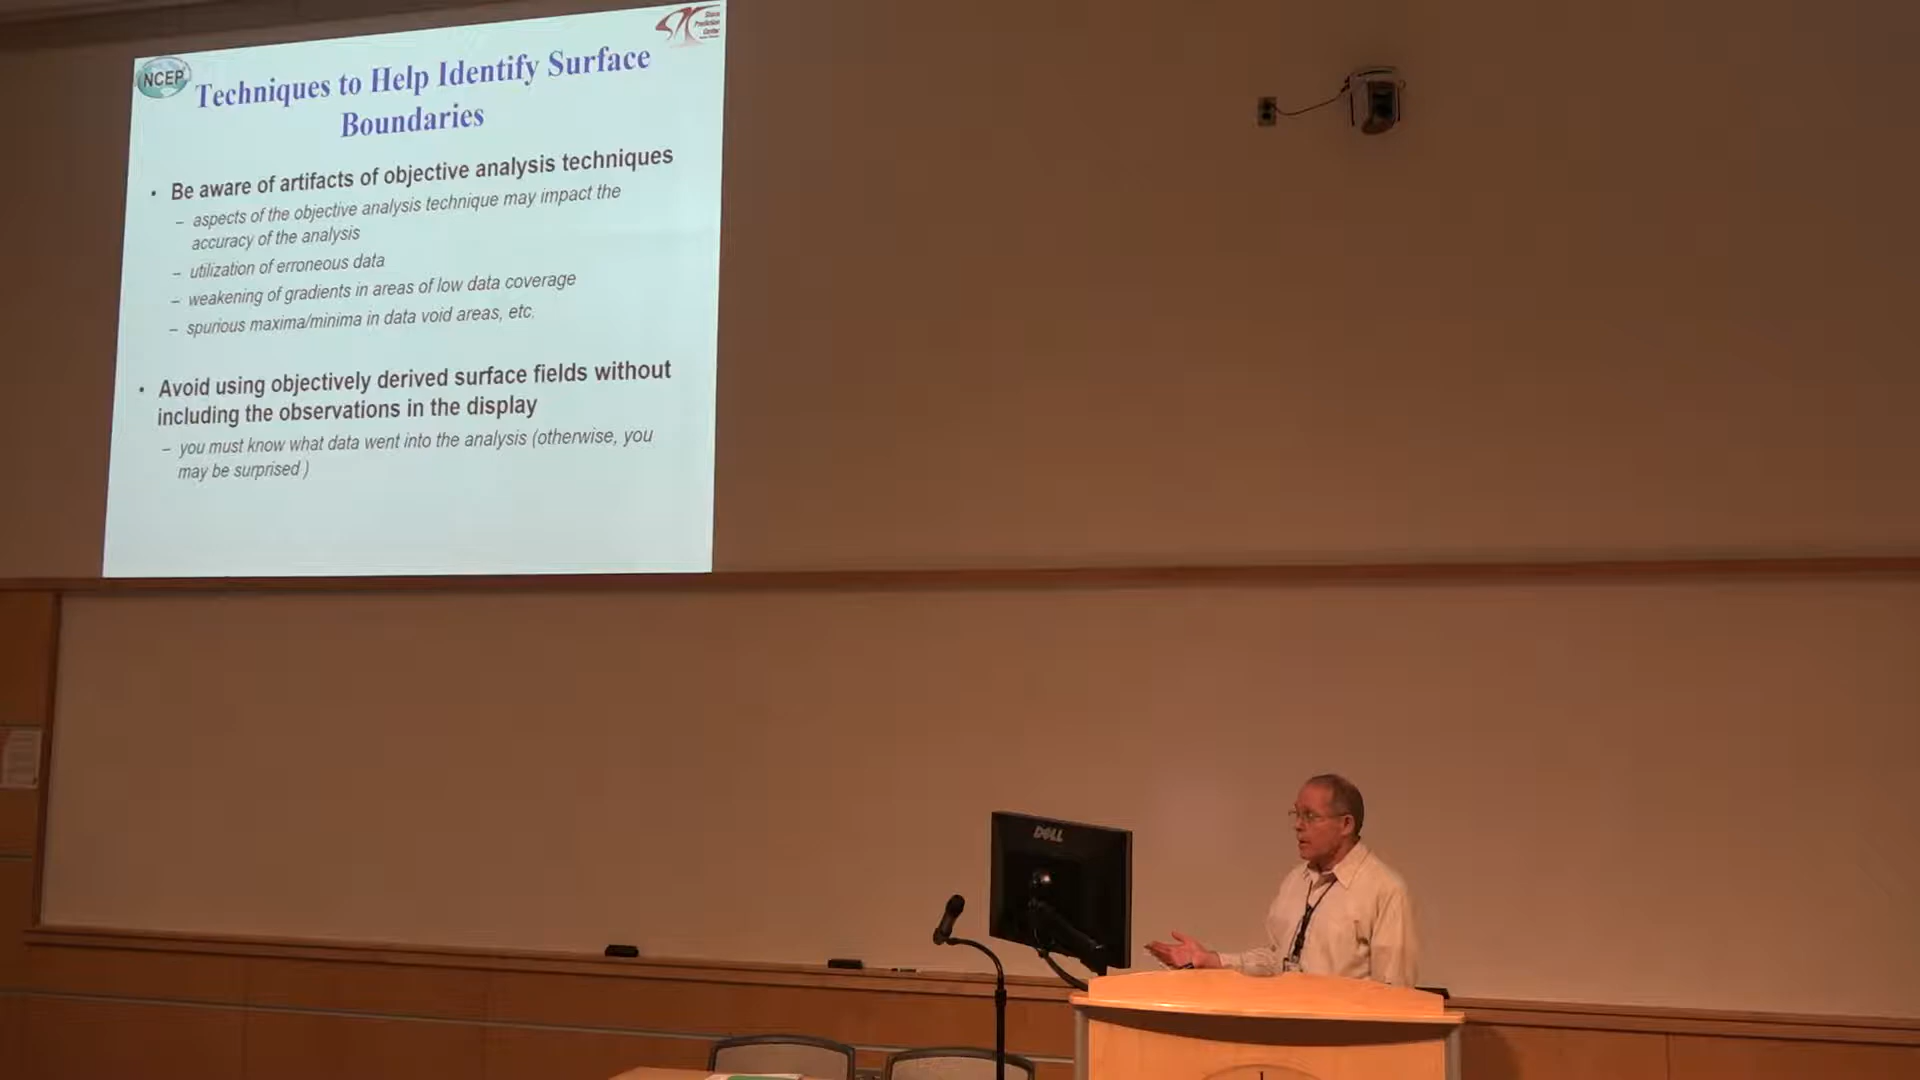 Storm
Prediction
Center
NCEP
Techniques to Help Identify Surface
Boundaries
• Be aware of artifacts of objective analysis techniques
– aspects of the objective analysis technique may impact the
accuracy of the analysis
– utilization of erroneous data
– weakening of gradients in areas of low data coverage
– spurious maxima/minima in data void areas, etc.
• Avoid using objectively derived surface fields without
including the observations in the display
– you must know what data went into the analysis (otherwise, you
may be surprised )
DELL